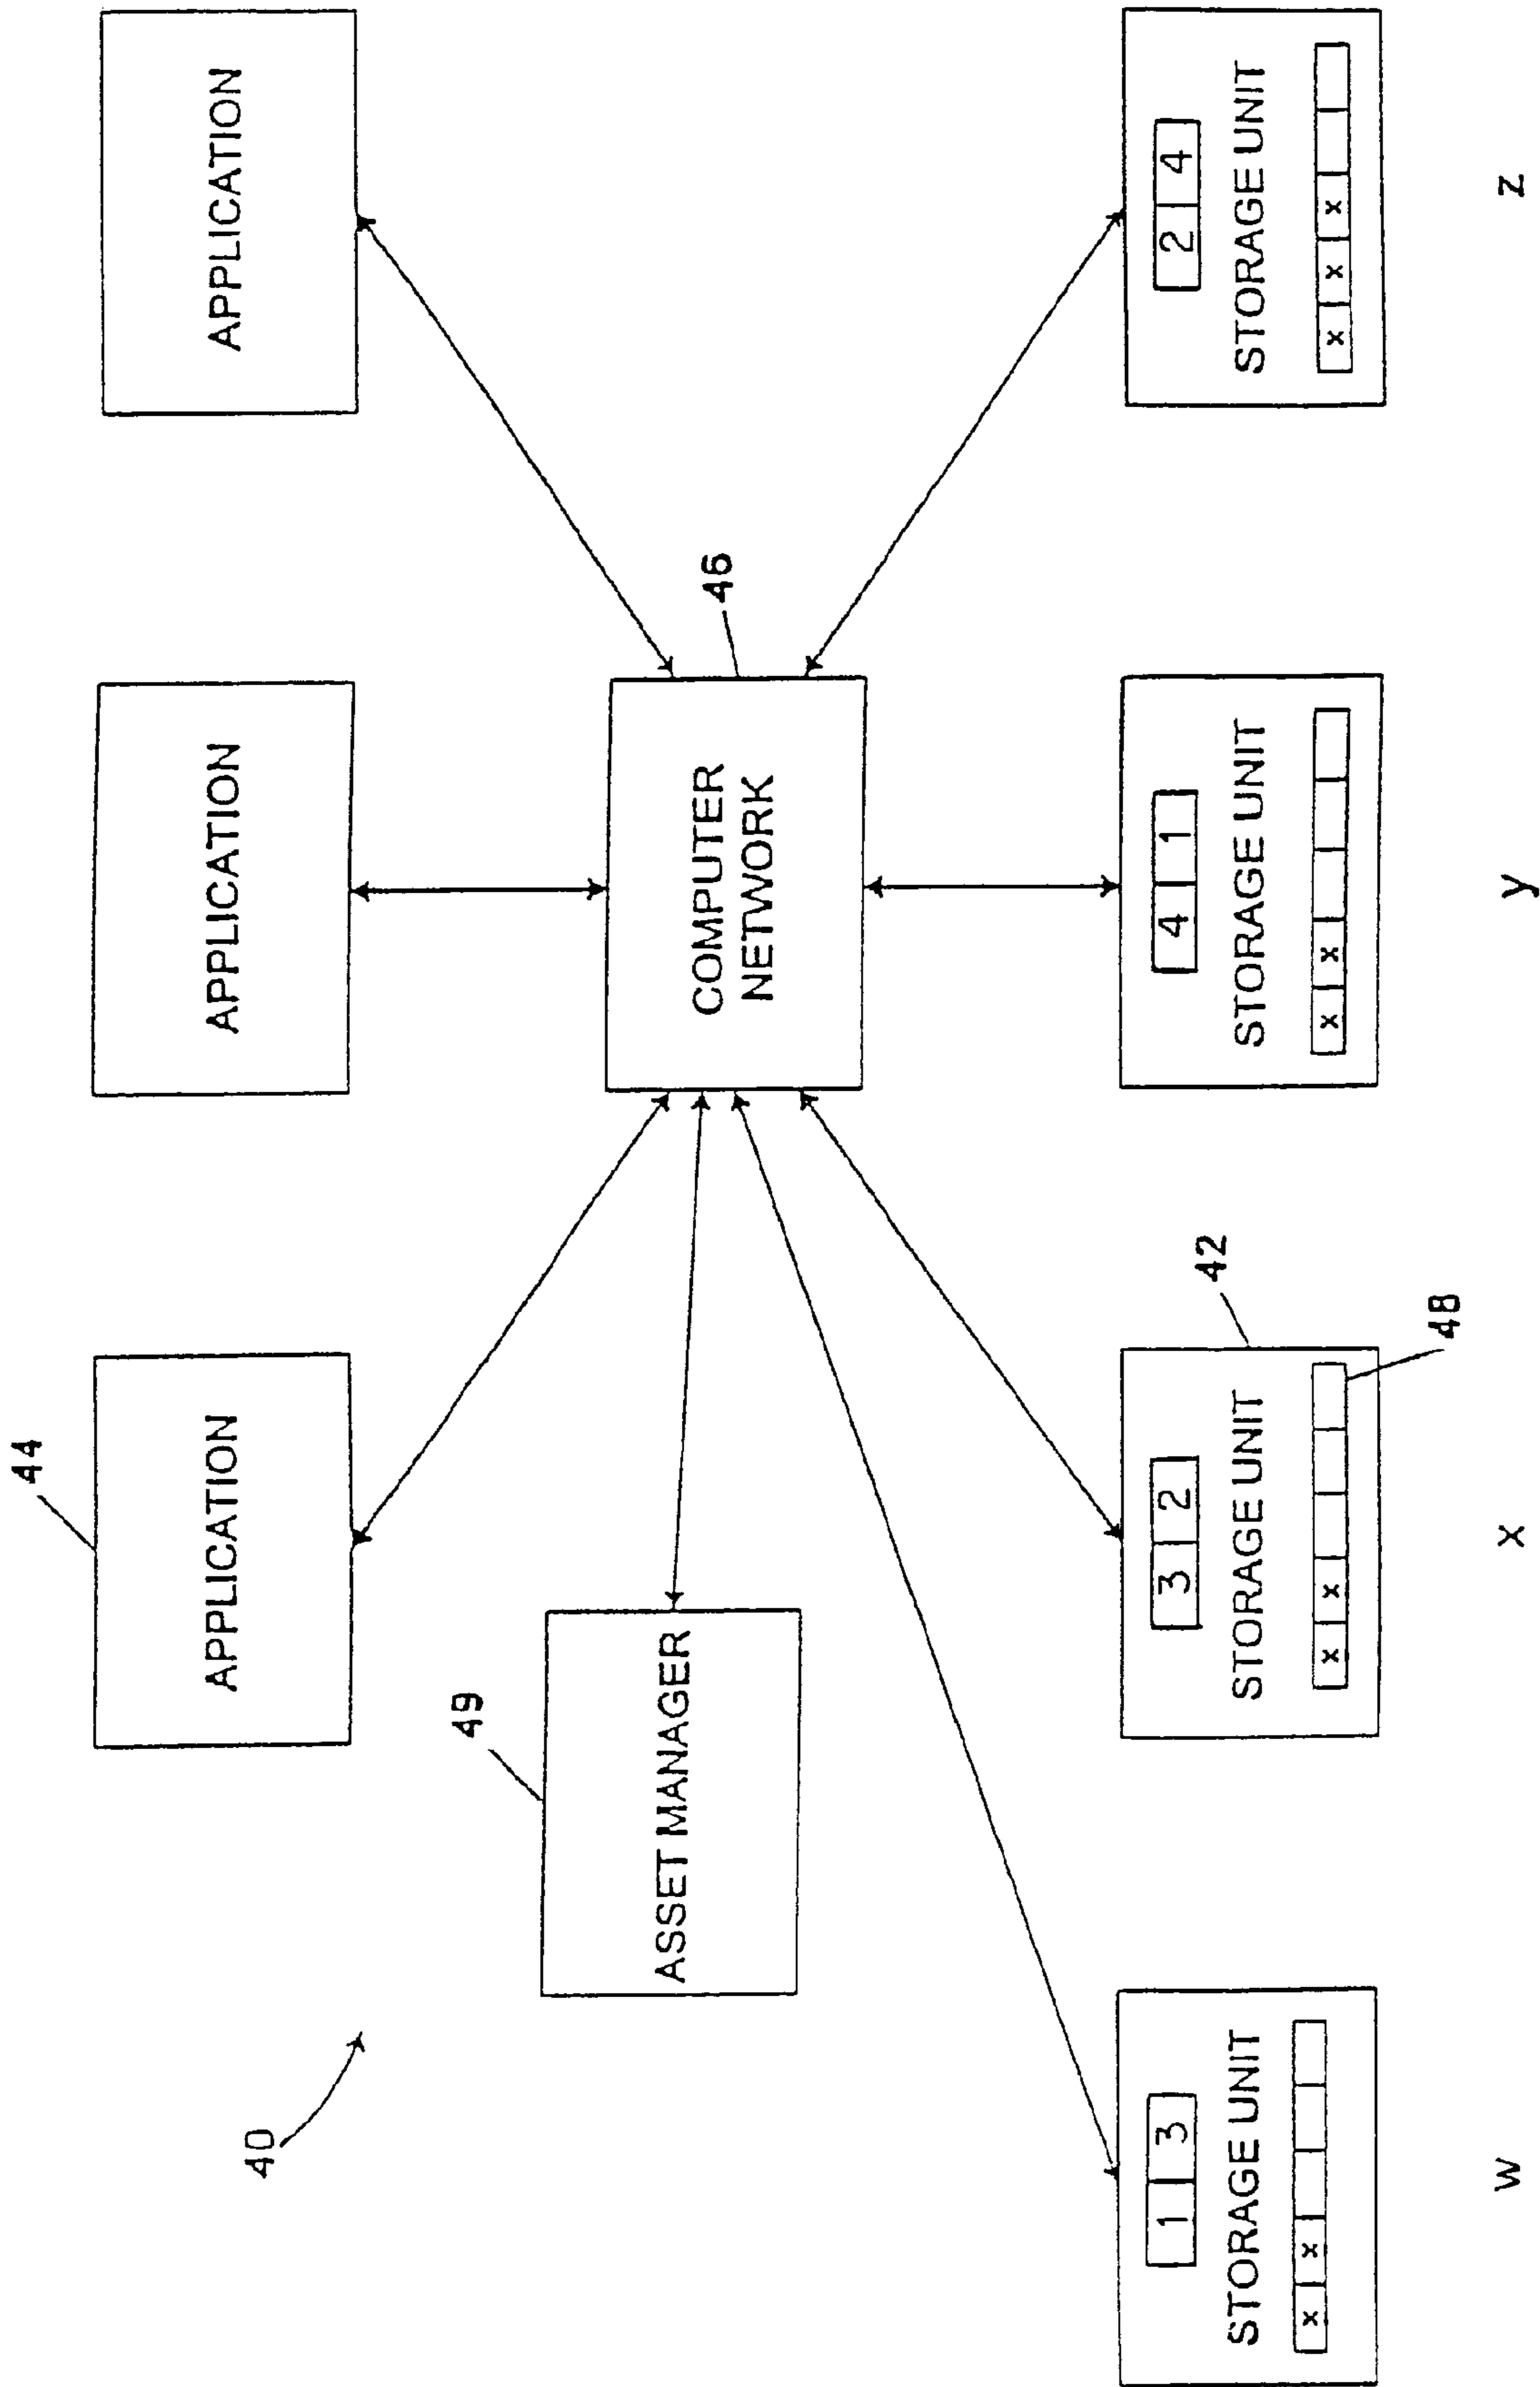 44
APPLICATION
APPLICATION
APPLICATION
40
49
ASSET MANAGER
COMPUTER
NETWORK
46
1 3
STORAGE UNIT
x x
w
3 2
STORAGE UNIT
x x
42
48
x
4 1
STORAGE UNIT
x x
y
2 4
STORAGE UNIT
x x x
z